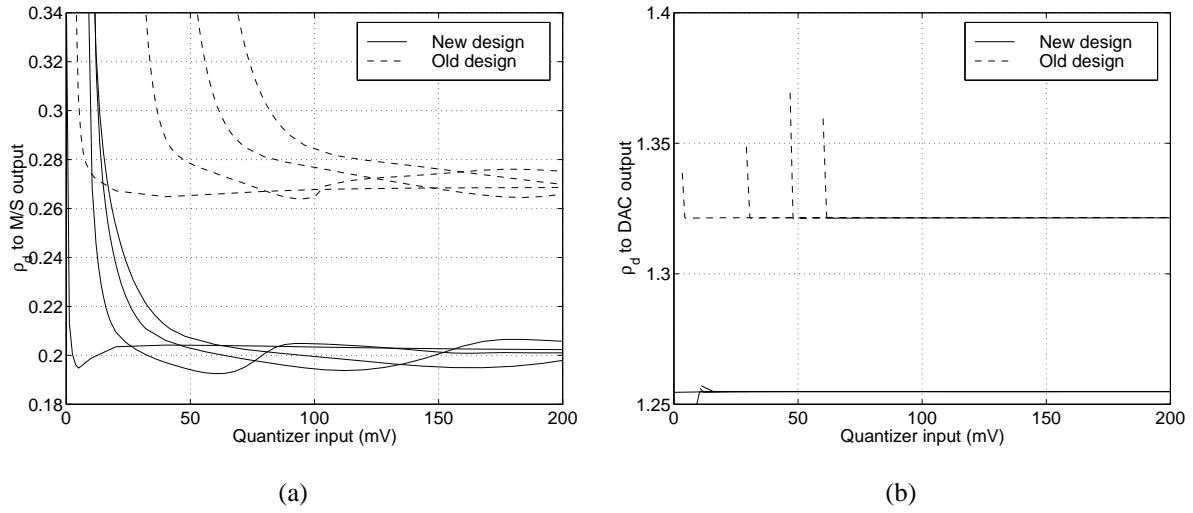 0.34
0.32
0.3
0.28
0.26
0.24
0.22
0.2
0.18
ρd to M/S output
0
50
100
150
200
Quantizer input (mV)
New design
Old design
(a)
1.4
1.35
1.3
1.25
ρd to DAC output
0
50
100
150
200
Quantizer input (mV)
New design
Old design
(b)